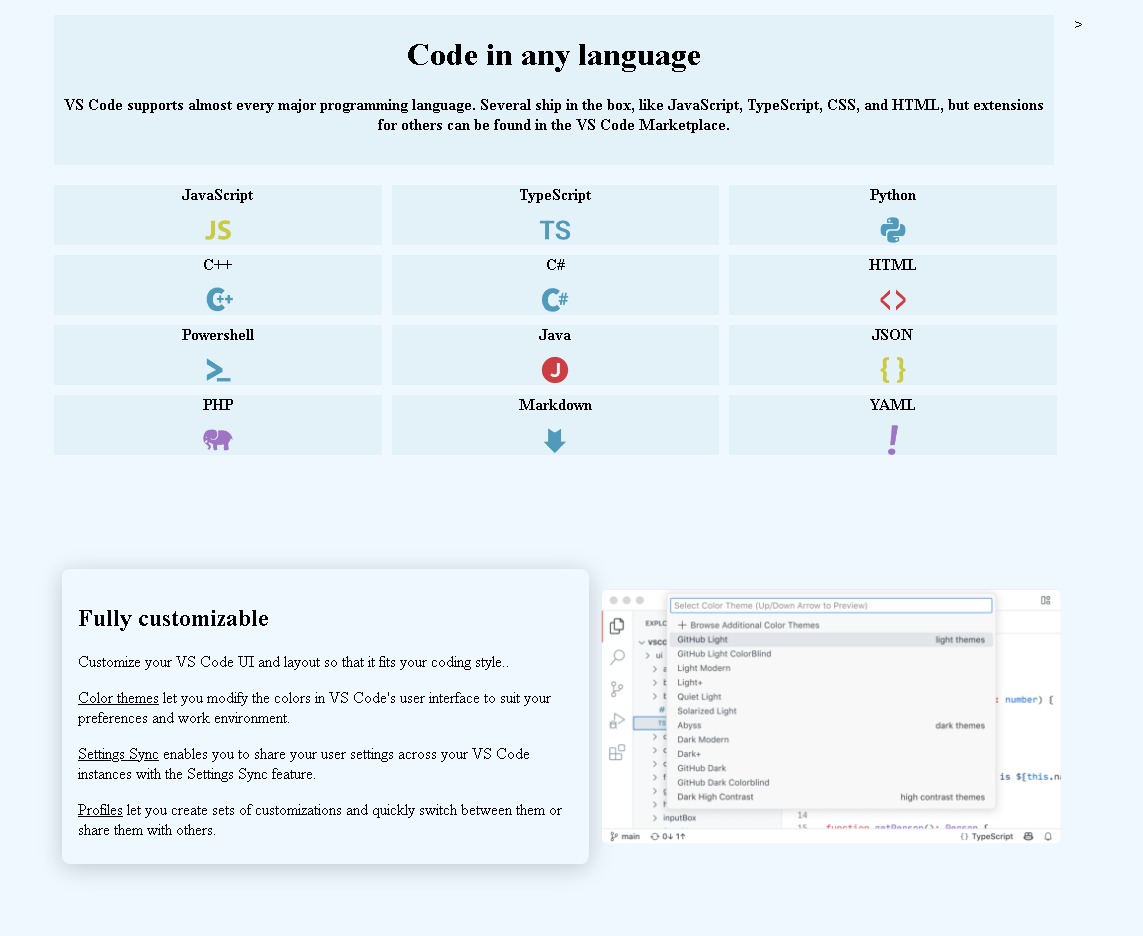 >
Code in any language
VS Code supports almost every major programming language. Several ship in the box, like JavaScript, TypeScript, CSS, and HTML, but extensions
for others can be found in the VS Code Marketplace.
JavaScript
JS
TypeScript
TS
Python
C++
C++
C#
C#
HTML
<>
Powershell
>_
Java
J
JSON
{ }
PHP
Markdown
YAML
!
Fully customizable
Customize your VS Code UI and layout so that it fits your coding style..
Color themes let you modify the colors in VS Code's user interface to suit your
preferences and work environment.
Settings Sync enables you to share your user settings across your VS Code
instances with the Settings Sync feature.
Profiles let you create sets of customizations and quickly switch between them or
share them with others.
Select Color Theme (Up/Down Arrow to Preview)
EXPLO
+ Browse Additional Color Themes
vscc
GitHub Light light themes
ui
GitHub Light ColorBlind
Light Modern
Light+
Quiet Light
: number) {
Solarized Light
#
TS
Abyss dark themes
Dark Modern
Dark+
GitHub Dark
is ${this.na
GitHub Dark Colorblind
Dark High Contrast high contrast themes
inputBox
14
15 function getPerson(): Person {
main 0↓ 1↑ {} TypeScript